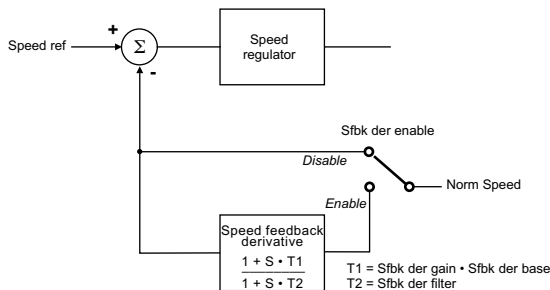 Speed ref
+
Σ
-
Speed
regulator
Sfbk der enable
Disable
Norm Speed
Enable
Speed feedback
derivative
1 + S • T1
1 + S • T2
T1 = Sfbk der gain • Sfbk der base
T2 = Sfbk der filter